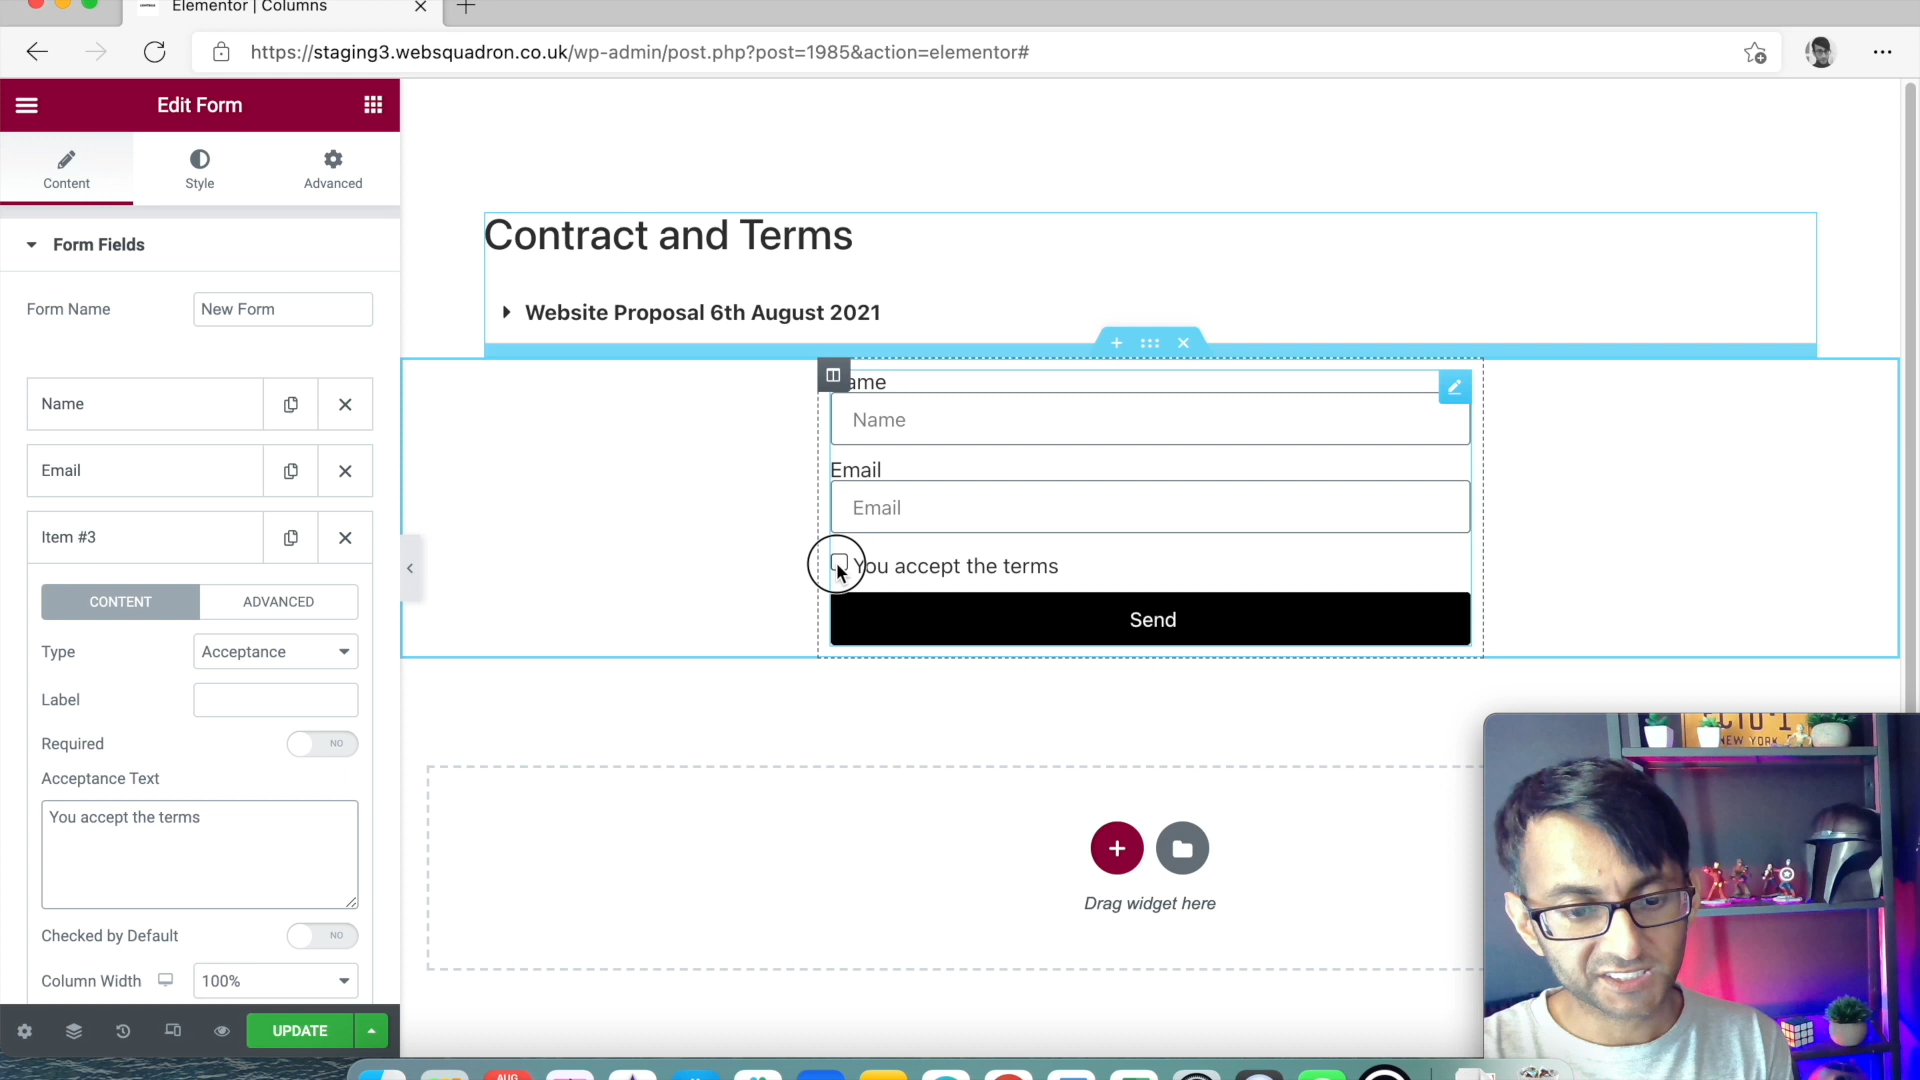 Elementor | Columns
https://staging3.websquadron.co.uk/wp-admin/post.php?post=1985&action=elementor#
Edit Form
Content
Style
Advanced
Form Fields
Form Name
New Form
Name
Email
Item #3
CONTENT
ADVANCED
Type
Acceptance
Label
Required
NO
Acceptance Text
You accept the terms
Checked by Default
NO
Column Width
100%
UPDATE
Contract and Terms
Website Proposal 6th August 2021
ame
Name
Email
Email
You accept the terms
Send
Drag widget here
NEW YORK
AUG